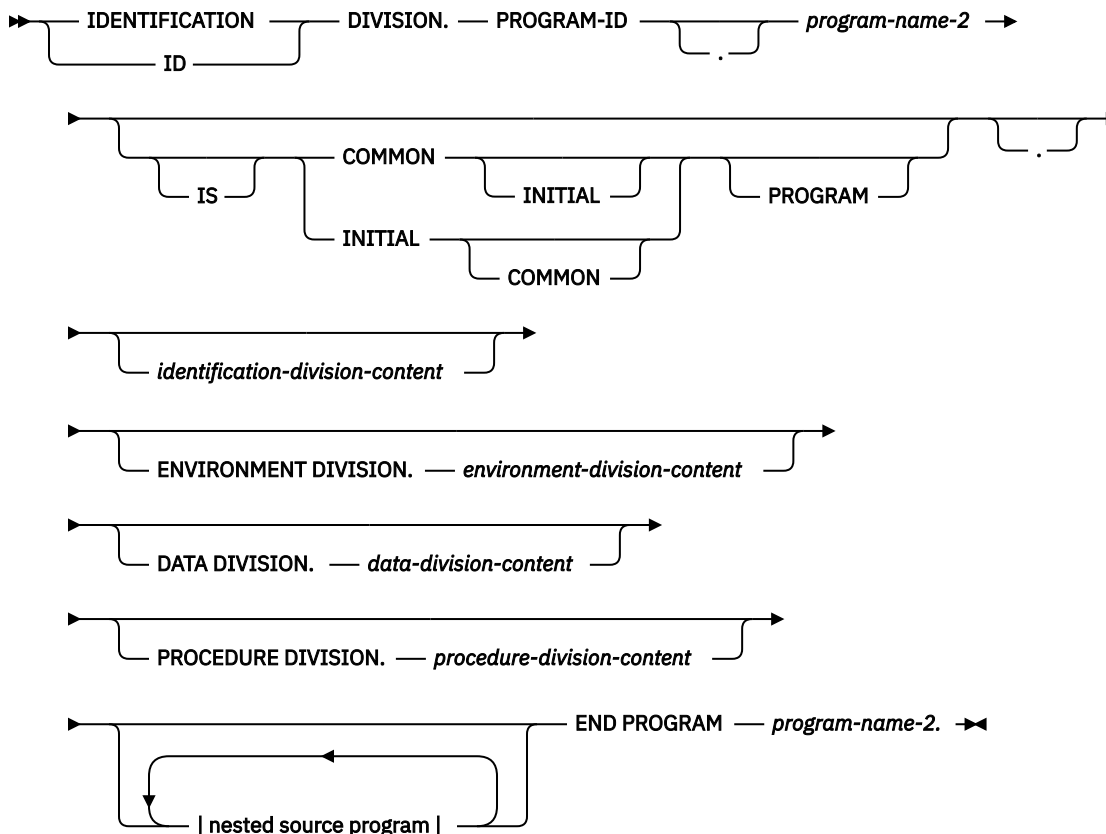 IDENTIFICATION DIVISION. PROGRAM-ID program-name-2
ID .
COMMON .
IS INITIAL PROGRAM
INITIAL
COMMON
identification-division-content
ENVIRONMENT DIVISION. environment-division-content
DATA DIVISION. data-division-content
PROCEDURE DIVISION. procedure-division-content
END PROGRAM program-name-2.
| nested source program |